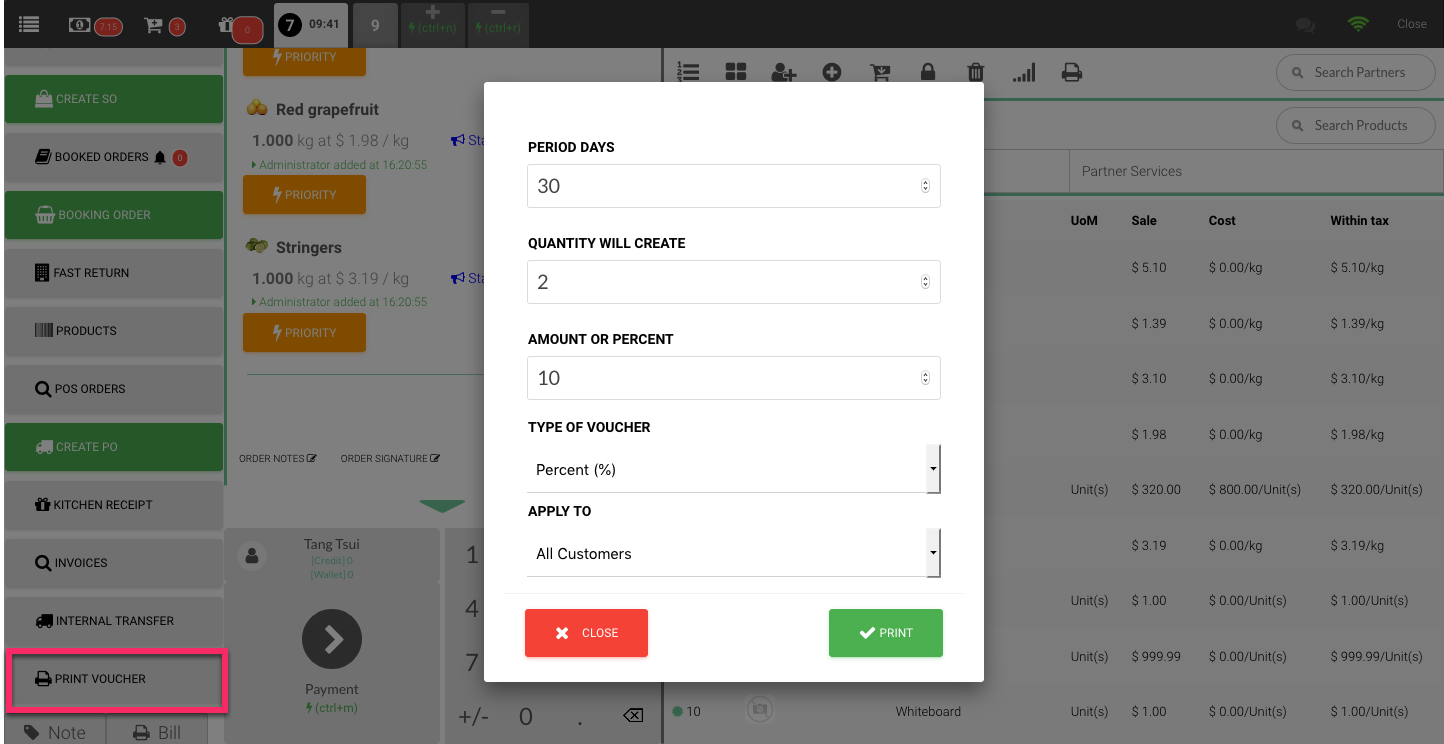 7.15
3
0
7 09:41
9
(ctrl+n)
(ctrl+r)
Close
CREATE SO
BOOKED ORDERS 0
BOOKING ORDER
FAST RETURN
PRODUCTS
POS ORDERS
CREATE PO
KITCHEN RECEIPT
INVOICES
INTERNAL TRANSFER
PRINT VOUCHER
Note
Bill
PRIORITY
Red grapefruit
1.000 kg at $ 1.98 / kg
Administrator added at 16:20:55
PRIORITY
Stringers
1.000 kg at $ 3.19 / kg
Administrator added at 16:20:55
PRIORITY
ORDER NOTES
ORDER SIGNATURE
Tang Tsui
[Credit] 0
[Wallet] 0
Payment
(ctrl+m)
1
4
7
+/- 0 .
PERIOD DAYS
30
QUANTITY WILL CREATE
2
AMOUNT OR PERCENT
10
TYPE OF VOUCHER
Percent (%)
APPLY TO
All Customers
CLOSE
PRINT
Search Partners
Search Products
Partner Services
UoM Sale Cost Within tax
$ 5.10 $ 0.00/kg $ 5.10/kg
$ 1.39 $ 0.00/kg $ 1.39/kg
$ 3.10 $ 0.00/kg $ 3.10/kg
$ 1.98 $ 0.00/kg $ 1.98/kg
Unit(s) $ 320.00 $ 800.00/Unit(s) $ 320.00/Unit(s)
$ 3.19 $ 0.00/kg $ 3.19/kg
Unit(s) $ 1.00 $ 0.00/Unit(s) $ 1.00/Unit(s)
Unit(s) $ 999.99 $ 0.00/Unit(s) $ 999.99/Unit(s)
10 Whiteboard Unit(s) $ 1.00 $ 0.00/Unit(s) $ 1.00/Unit(s)